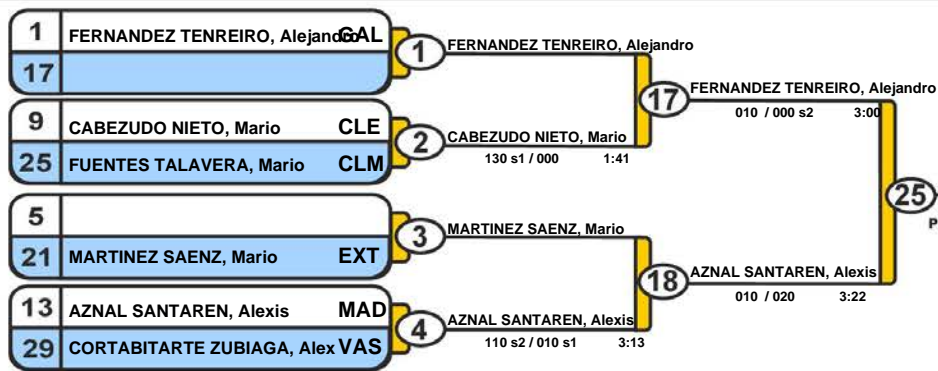 1 FERNANDEZ TENREIRO, Alejandro GAL
17
1
FERNANDEZ TENREIRO, Alejandro
9 CABEZUDO NIETO, Mario CLE
25 FUENTES TALAVERA, Mario CLM
2
CABEZUDO NIETO, Mario
130 s1 / 000 1:41
17
FERNANDEZ TENREIRO, Alejandro
010 / 000 s2 3:00
5
21 MARTINEZ SAENZ, Mario EXT
3
MARTINEZ SAENZ, Mario
13 AZNAL SANTAREN, Alexis MAD
29 CORTABITARTE ZUBIAGA, Alex VAS
4
AZNAL SANTAREN, Alexis
110 s2 / 010 s1 3:13
18
AZNAL SANTAREN, Alexis
010 / 020 3:22
25
P